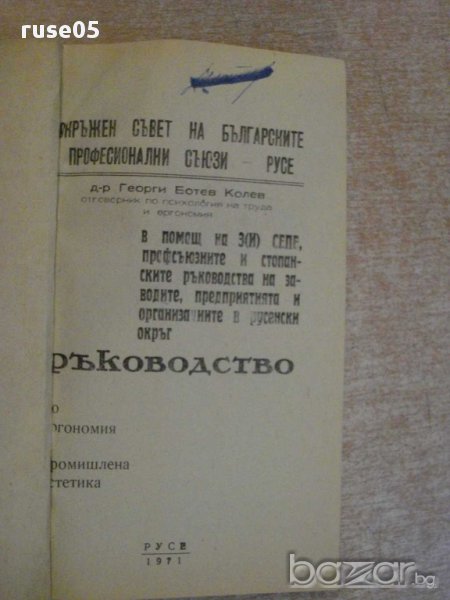 ruse05
ОКРЪЖЕН СЪВЕТ НА БЪЛГАРСКИТЕ
ПРОФЕСИОНАЛНИ СЪЮЗИ — РУСЕ
д-р Георги Ботев Колев
отговорник по психология на труда
и ергономия
В помощ на З(И) СЕПР,
профсъюзните и стопан-
ските ръководства на за-
водите, предприятията и
организациите в русенски
окръг
РЪКОВОДСТВО
по
ергономия
ромишлена
стетика
РУСЕ
1971
bazar.bg